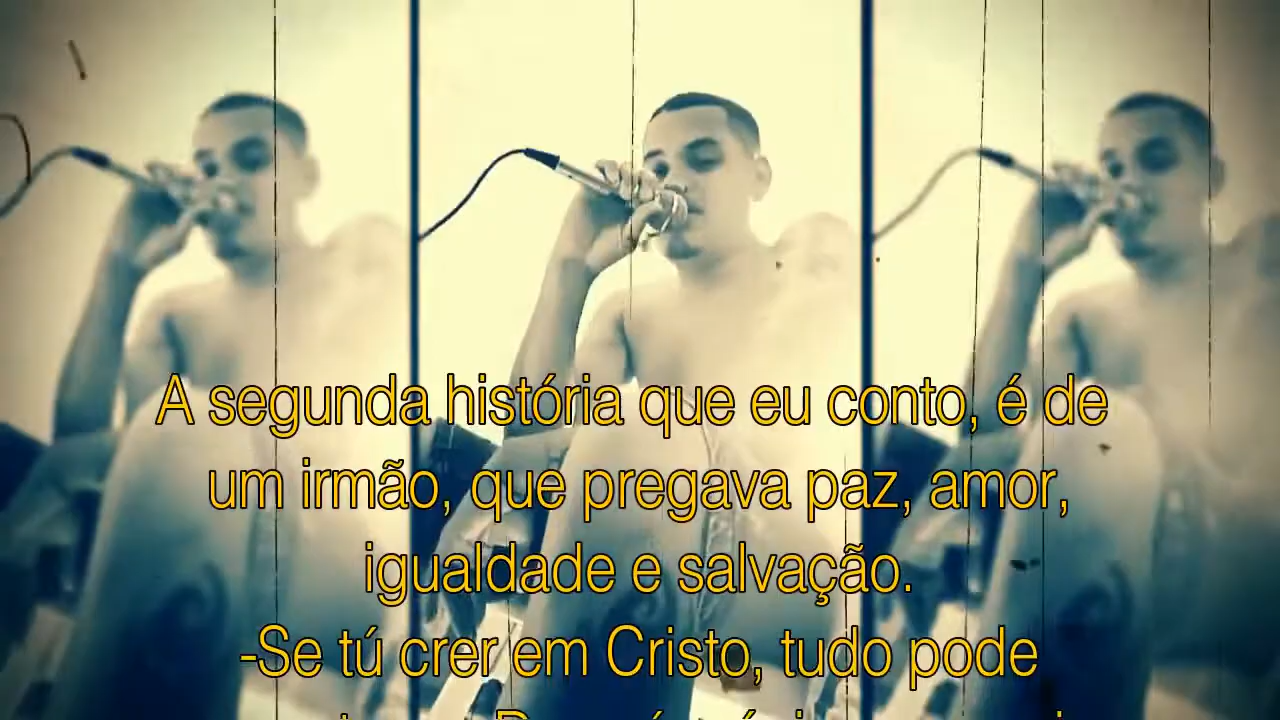 A segunda história que eu conto, é de
um irmão, que pregava paz, amor,
igualdade e salvação.
-Se tú crer em Cristo, tudo pode